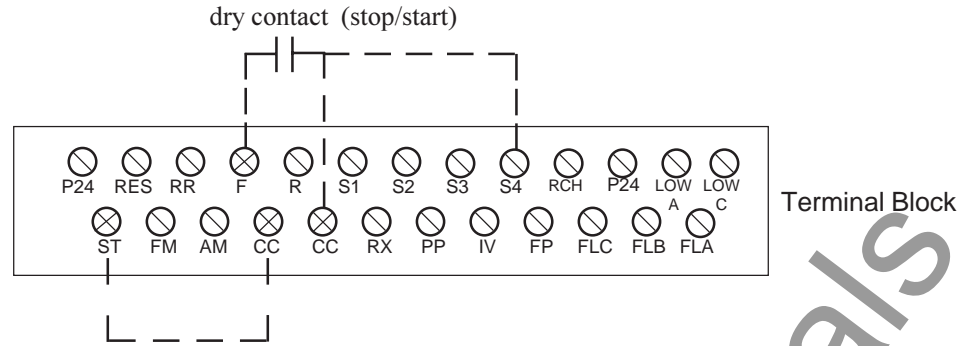 dry contact (stop/start)
P24 RES RR F R S1 S2 S3 S4 RCH P24 LOW A LOW C
Terminal Block
ST FM AM CC CC RX PP IV FP FLC FLB FLA
als